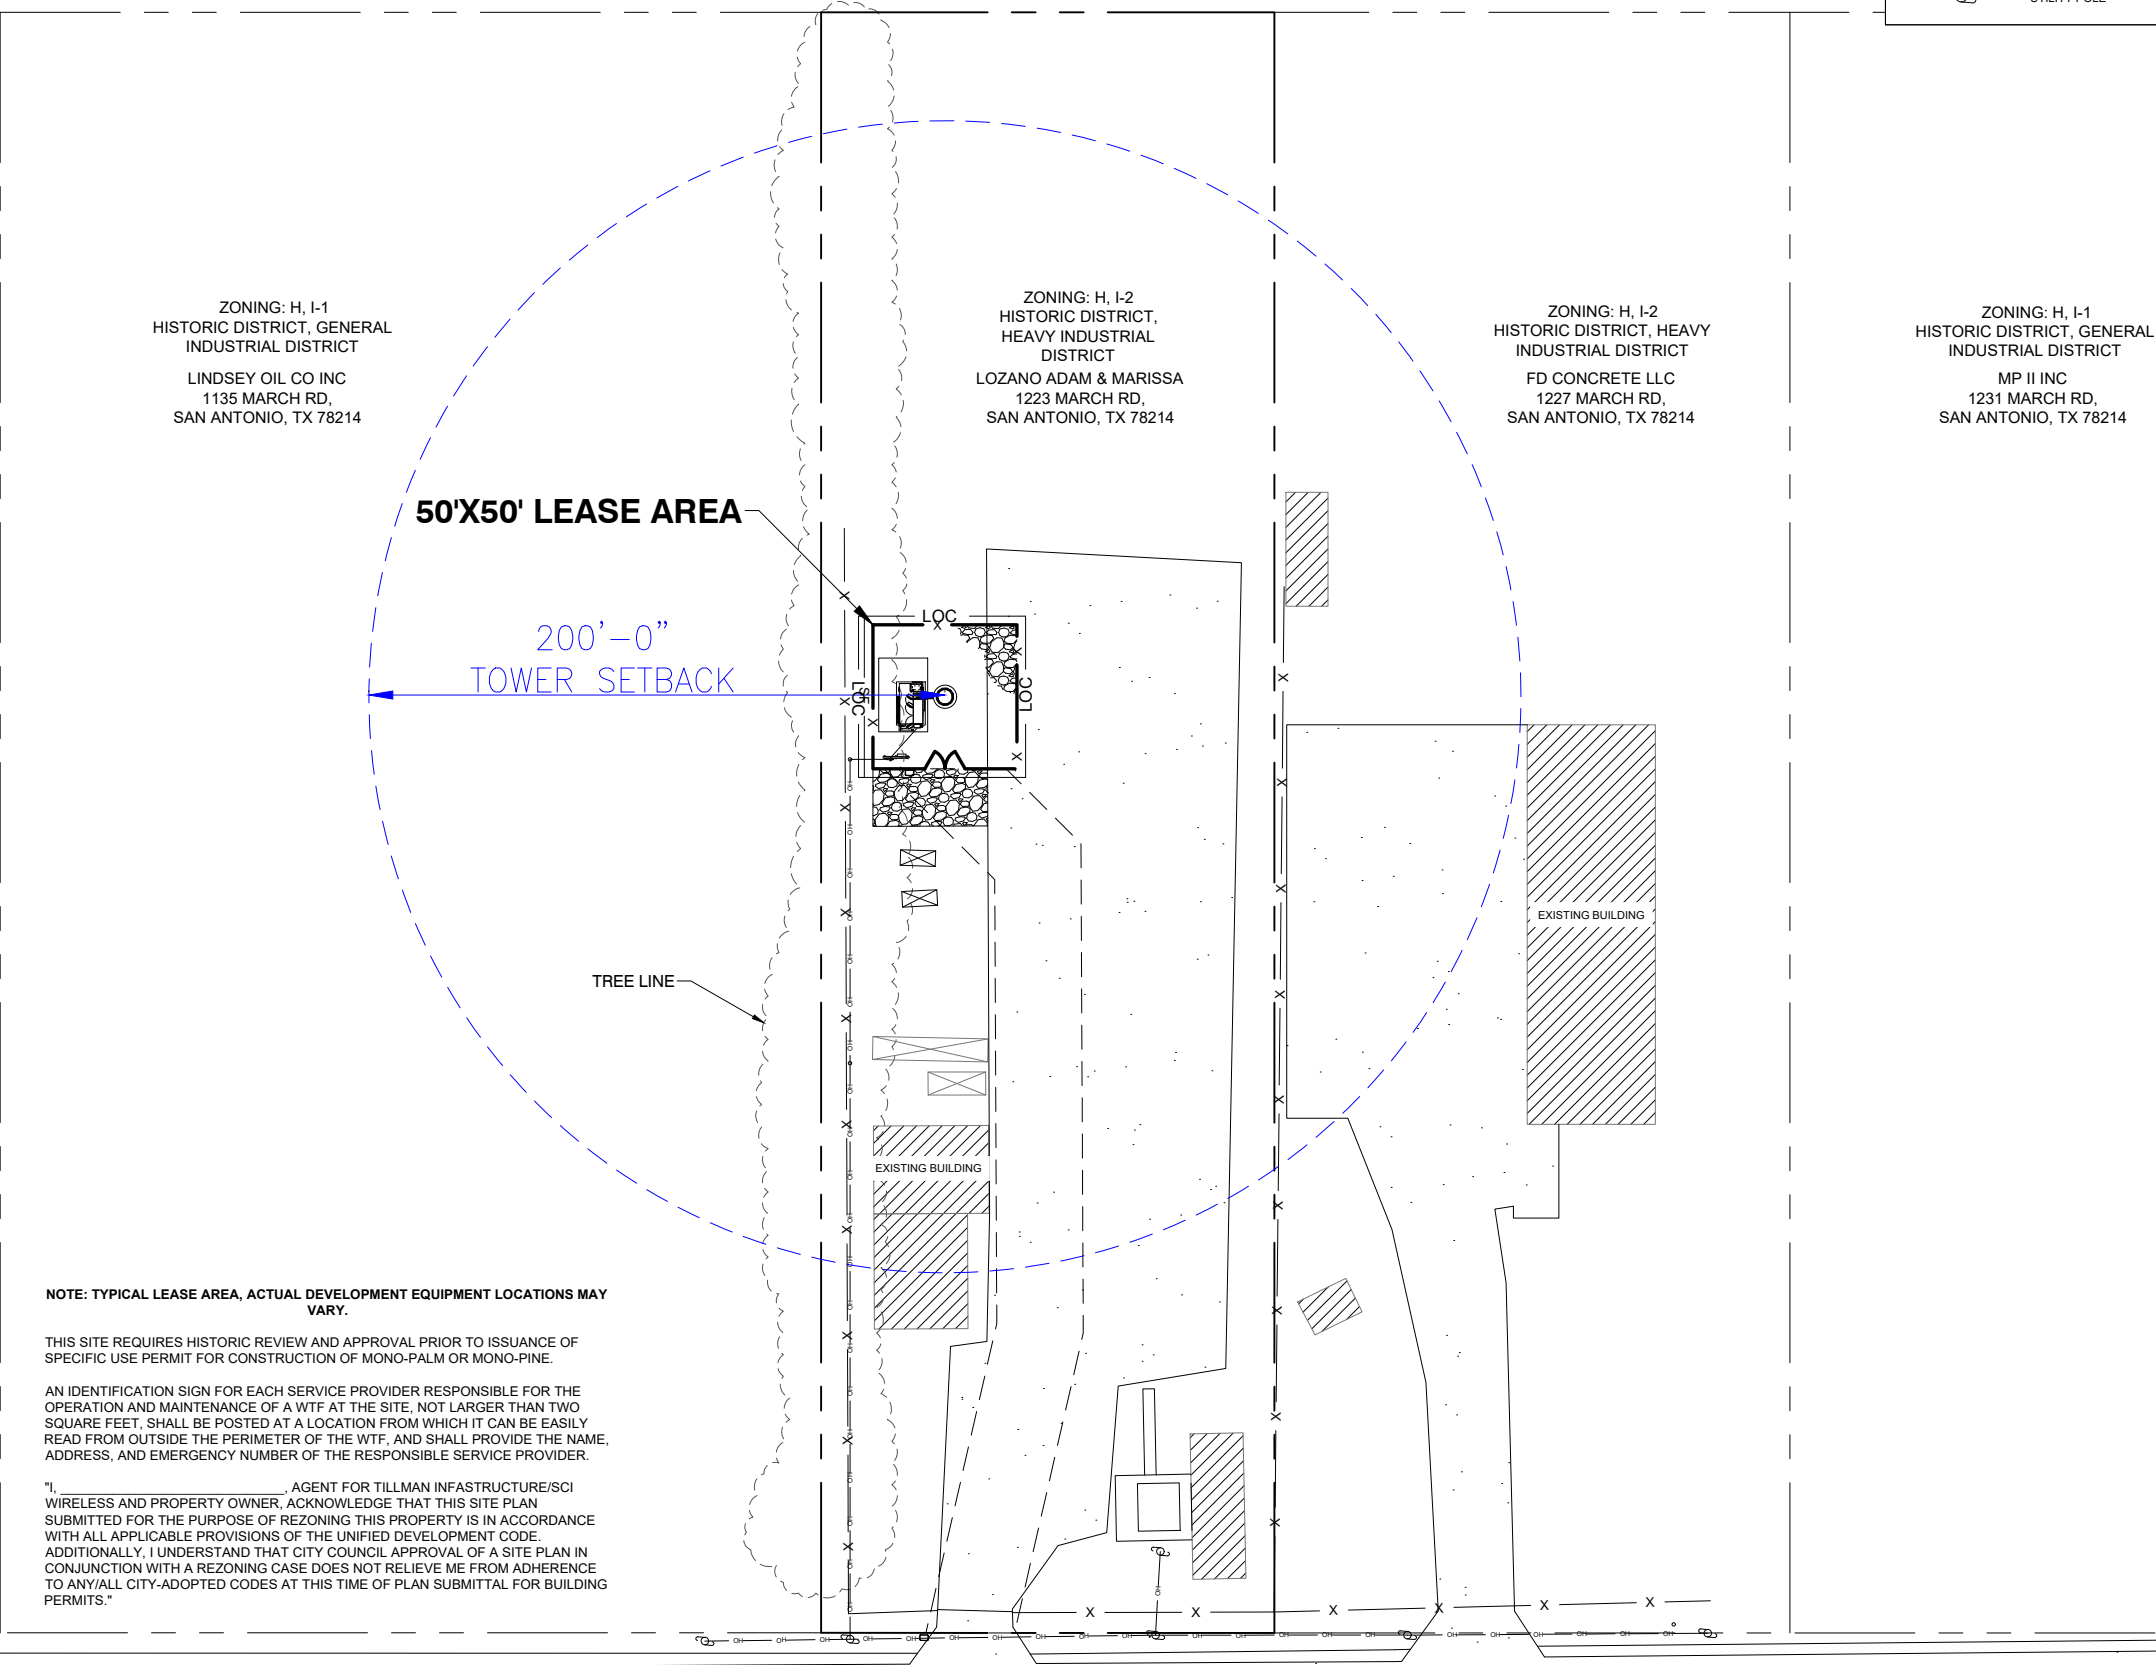 UTILITY POLE
ZONING: H, I-1
HISTORIC DISTRICT, GENERAL
INDUSTRIAL DISTRICT
LINDSEY OIL CO INC
1135 MARCH RD,
SAN ANTONIO, TX 78214
ZONING: H, I-2
HISTORIC DISTRICT,
HEAVY INDUSTRIAL
DISTRICT
LOZANO ADAM & MARISSA
1223 MARCH RD,
SAN ANTONIO, TX 78214
ZONING: H, I-2
HISTORIC DISTRICT, HEAVY
INDUSTRIAL DISTRICT
FD CONCRETE LLC
1227 MARCH RD,
SAN ANTONIO, TX 78214
ZONING: H, I-1
HISTORIC DISTRICT, GENERAL
INDUSTRIAL DISTRICT
MP II INC
1231 MARCH RD,
SAN ANTONIO, TX 78214
50'X50' LEASE AREA
LOC
200'-0"
TOWER SETBACK
LOC
SF
LOC
EXISTING BUILDING
TREE LINE
EXISTING BUILDING
NOTE: TYPICAL LEASE AREA, ACTUAL DEVELOPMENT EQUIPMENT LOCATIONS MAY
VARY.
THIS SITE REQUIRES HISTORIC REVIEW AND APPROVAL PRIOR TO ISSUANCE OF
SPECIFIC USE PERMIT FOR CONSTRUCTION OF MONO-PALM OR MONO-PINE.
AN IDENTIFICATION SIGN FOR EACH SERVICE PROVIDER RESPONSIBLE FOR THE
OPERATION AND MAINTENANCE OF A WTF AT THE SITE, NOT LARGER THAN TWO
SQUARE FEET, SHALL BE POSTED AT A LOCATION FROM WHICH IT CAN BE EASILY
READ FROM OUTSIDE THE PERIMETER OF THE WTF, AND SHALL PROVIDE THE NAME,
ADDRESS, AND EMERGENCY NUMBER OF THE RESPONSIBLE SERVICE PROVIDER.
"I, ____________________________, AGENT FOR TILLMAN INFASTRUCTURE/SCI
WIRELESS AND PROPERTY OWNER, ACKNOWLEDGE THAT THIS SITE PLAN
SUBMITTED FOR THE PURPOSE OF REZONING THIS PROPERTY IS IN ACCORDANCE
WITH ALL APPLICABLE PROVISIONS OF THE UNIFIED DEVELOPMENT CODE.
ADDITIONALLY, I UNDERSTAND THAT CITY COUNCIL APPROVAL OF A SITE PLAN IN
CONJUNCTION WITH A REZONING CASE DOES NOT RELIEVE ME FROM ADHERENCE
TO ANY/ALL CITY-ADOPTED CODES AT THIS TIME OF PLAN SUBMITTAL FOR BUILDING
PERMITS."